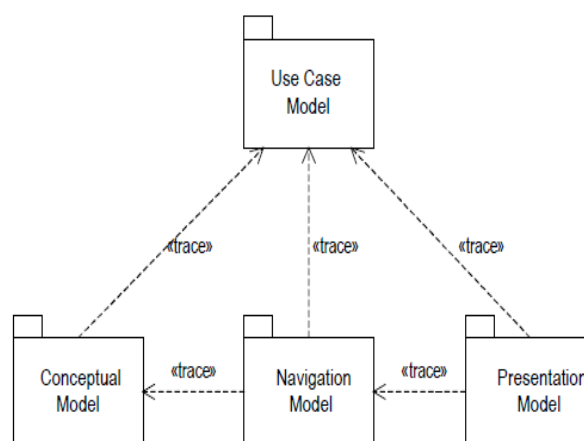 Use Case
Model
«trace»
«trace»
«trace»
«trace»
«trace»
Conceptual
Model
Navigation
Model
Presentation
Model